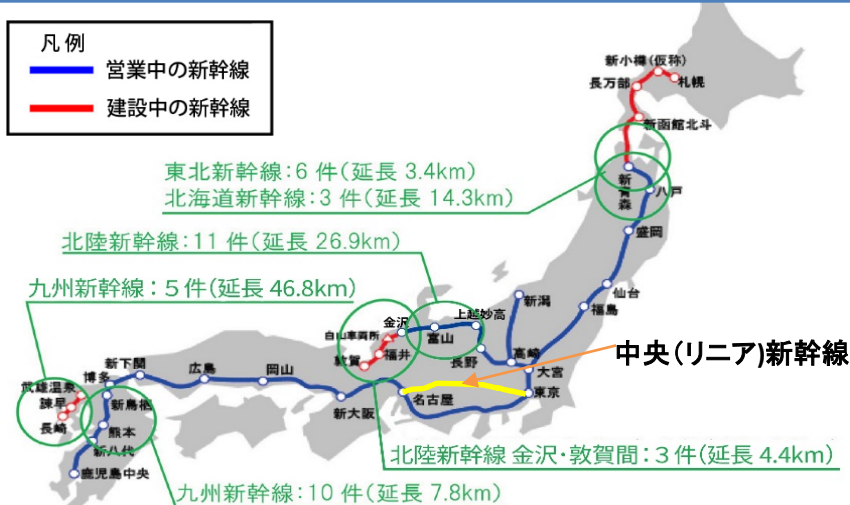 凡例
営業中の新幹線
建設中の新幹線
新小樽(仮称)
長万部
札幌
新函館北斗
東北新幹線：6 件(延長 3.4km)
北海道新幹線：3 件(延長 14.3km)
新青森
八戸
盛岡
北陸新幹線：11 件(延長 26.9km)
九州新幹線：５件(延長 46.8km)
新潟
仙台
福島
上越妙高
金沢
白山車両所
富山
福井
敦賀
長野
高崎
大宮
東京
中央（リニア)新幹線
新下関
広島
岡山
博多
武雄温泉
諫早
長崎
新鳥栖
熊本
新八代
鹿児島中央
新大阪
名古屋
北陸新幹線 金沢・敦賀間：３件(延長 4.4km)
九州新幹線：10 件(延長 7.8km)